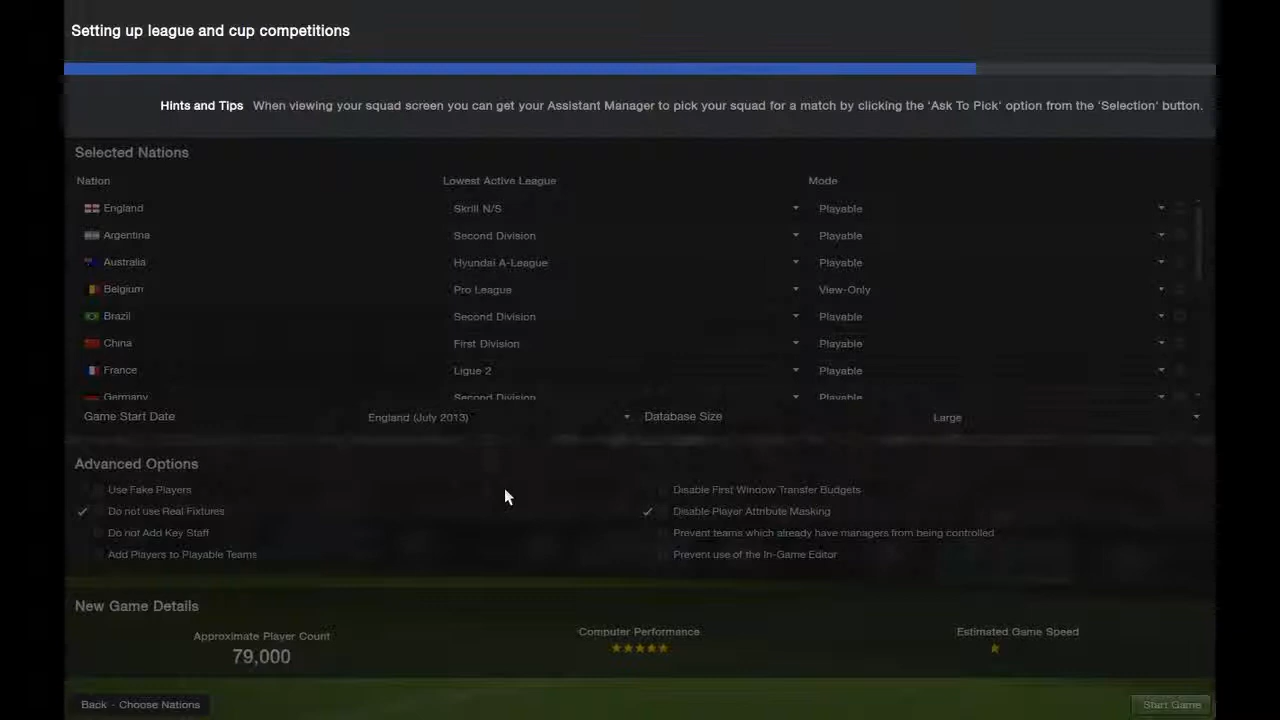 Setting up league and cup competitions
Hints and Tips When viewing your squad screen you can get your Assistant Manager to pick your squad for a match by clicking the 'Ask To Pick' option from the 'Selection' button.
Selected Nations
Nation Lowest Active League Mode
England Skrill N/S Playable
Argentina Second Division Playable
Australia Hyundai A-League Playable
Belgium Pro League View-Only
Brazil Second Division Playable
China First Division Playable
France Ligue 2 Playable
Germany Second Division Playable
Game Start Date England (July 2013) Database Size Large
Advanced Options
Use Fake Players Disable First Window Transfer Budgets
Do not use Real Fixtures Disable Player Attribute Masking
Do not Add Key Staff Prevent teams which already have managers from being controlled
Add Players to Playable Teams Prevent use of the In-Game Editor
New Game Details
Approximate Player Count Computer Performance Estimated Game Speed
79,000
Back - Choose Nations Start Game